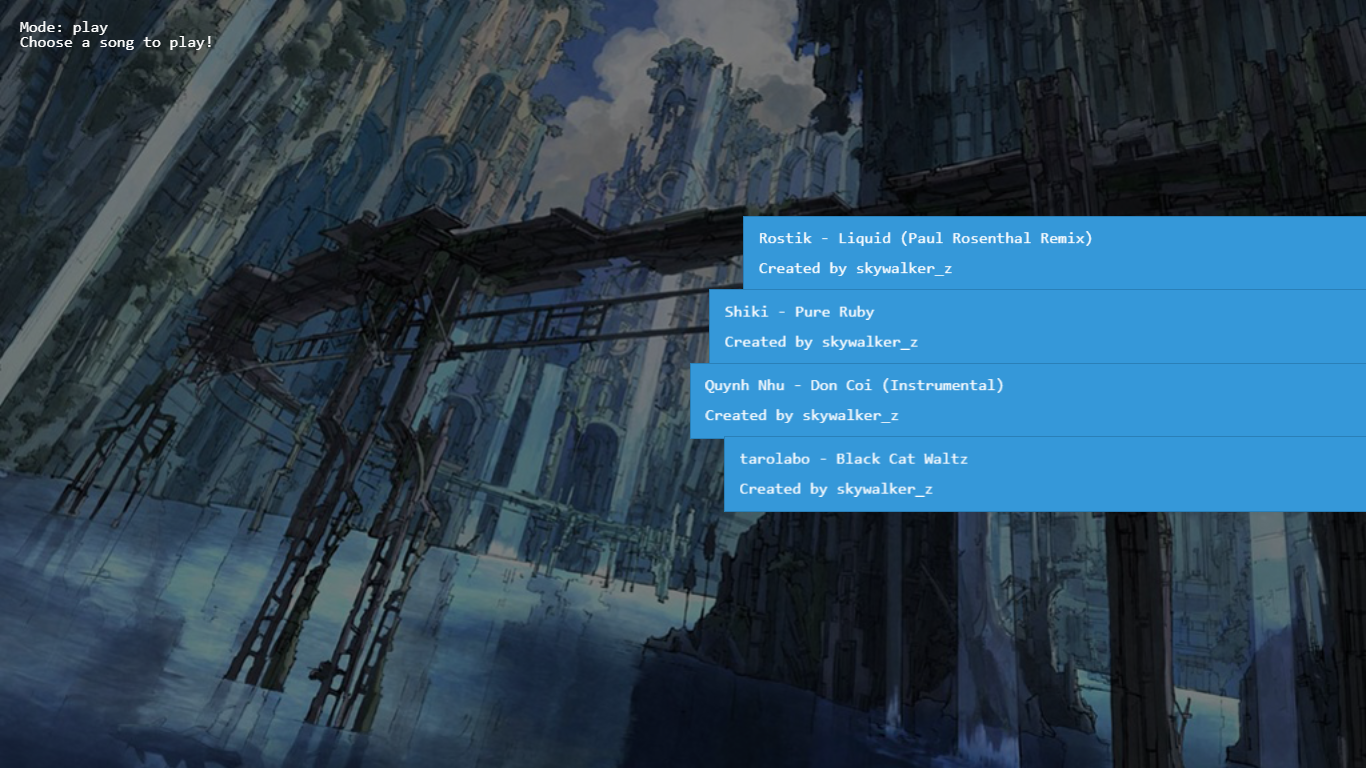 Mode: play
Choose a song to play!
Rostik - Liquid (Paul Rosenthal Remix)
Created by skywalker_z
Shiki - Pure Ruby
Created by skywalker_z
Quynh Nhu - Don Coi (Instrumental)
Created by skywalker_z
tarolabo - Black Cat Waltz
Created by skywalker_z